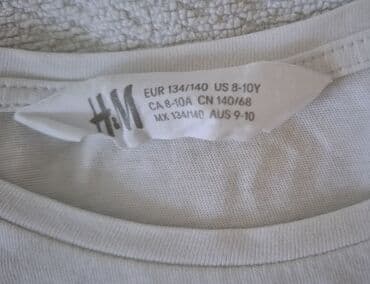 H&M
EUR 134/140 US 8-10Y
CA 8-10A CN 140/68
MX 134/140 AUS 9-10